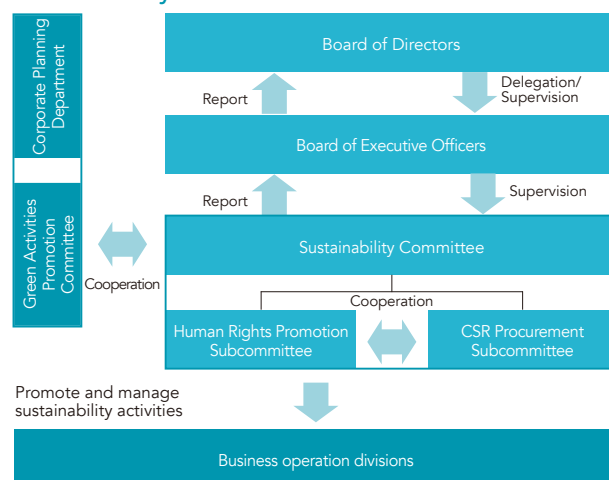 Board of Directors
Corporate Planning
Department
Report
Delegation/
Supervision
Board of Executive Officers
Report
Supervision
Green Activities
Promotion
Committee
Cooperation
Sustainability Committee
Cooperation
Human Rights Promotion
Subcommittee
CSR Procurement
Subcommittee
Promote and manage
sustainability activities
Business operation divisions